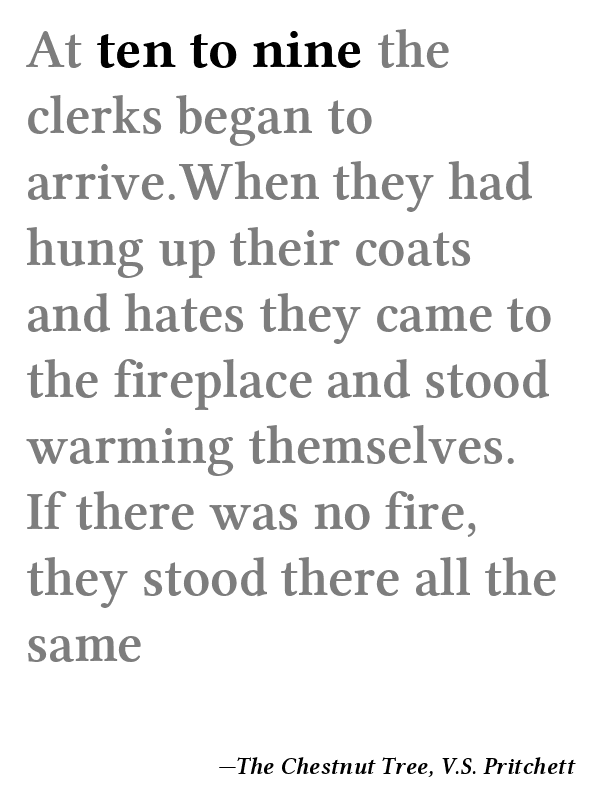 At ten to nine the
clerks began to
arrive.When they had
hung up their coats
and hates they came to
the fireplace and stood
warming themselves.
If there was no fire,
they stood there all the
same
—The Chestnut Tree, V.S. Pritchett